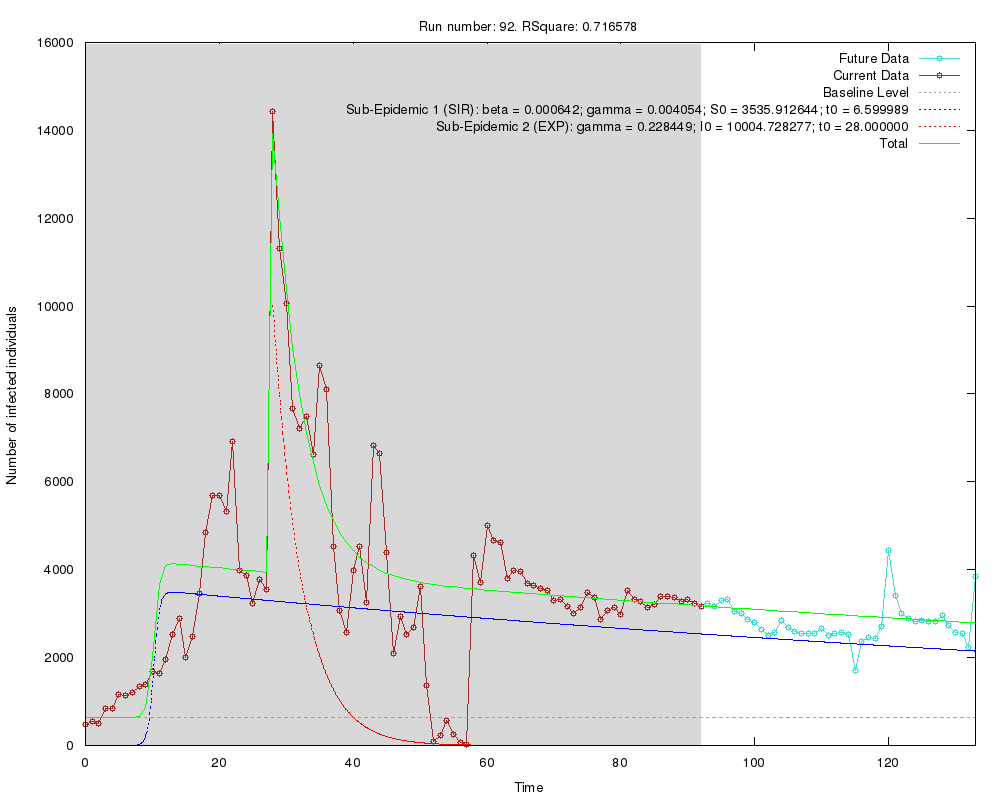 Run number: 92. RSquare: 0.716578
16000
14000
12000
10000
8000
6000
4000
2000
0
Number of infected individuals
Future Data
Current Data
Baseline Level
Sub-Epidemic 1 (SIR): beta = 0.000642; gamma = 0.004054; S0 = 3535.912644; t0 = 6.599989
Sub-Epidemic 2 (EXP): gamma = 0.228449; I0 = 10004.728277; t0 = 28.000000
Total
0 20 40 60 80 100 120
Time